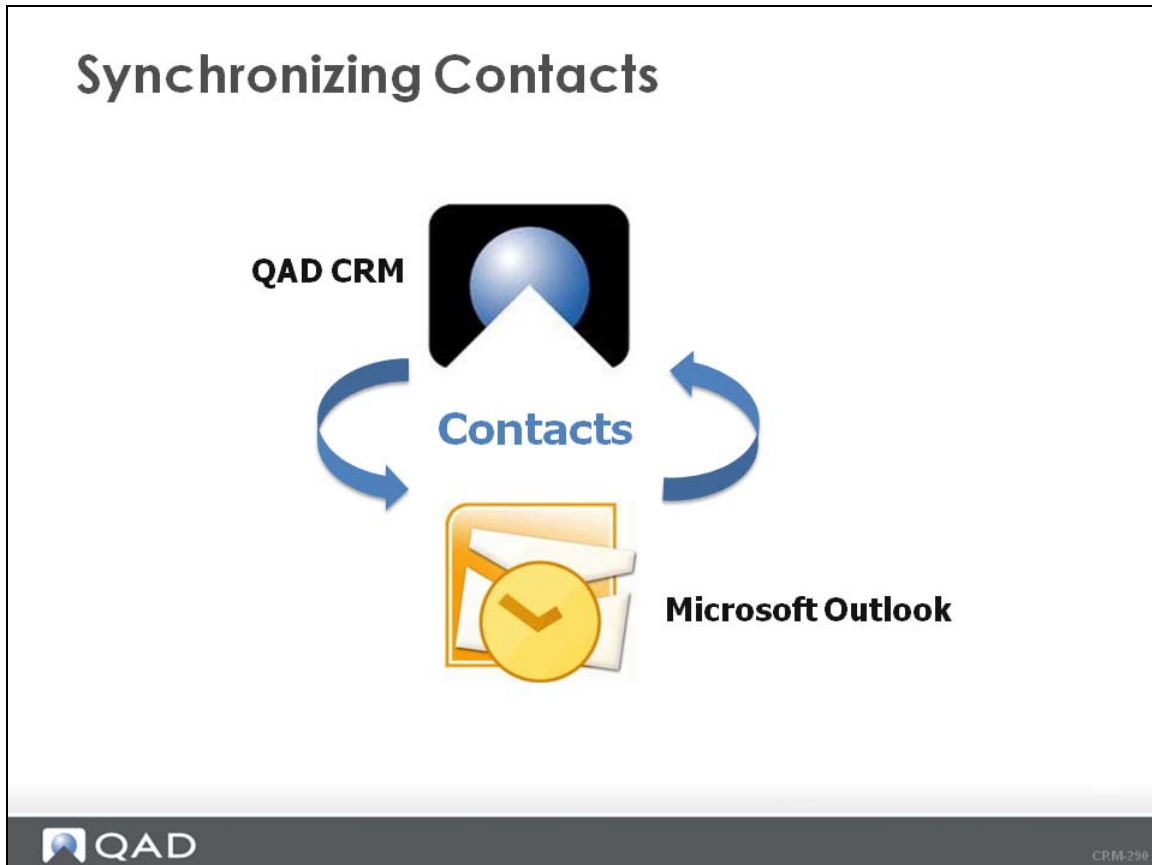 Synchronizing Contacts
QAD CRM
Contacts
Microsoft Outlook
QAD
CRM-290